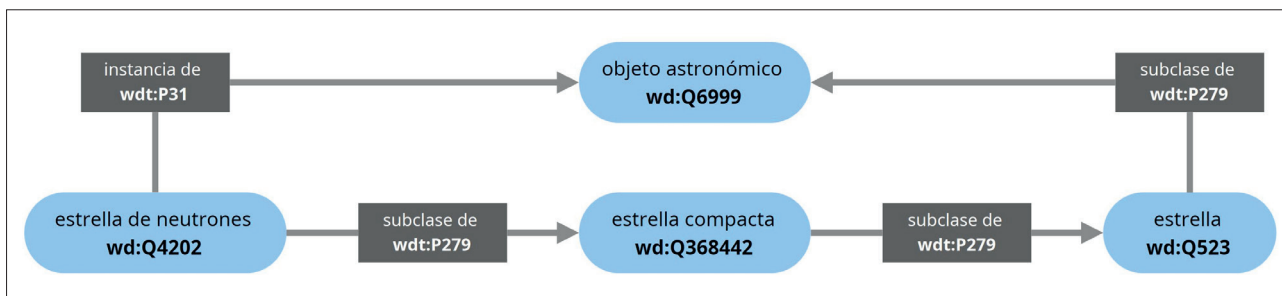 instancia de
wdt:P31
objeto astronómico
wd:Q6999
subclase de
wdt:P279
estrella de neutrones
wd:Q4202
subclase de
wdt:P279
estrella compacta
wd:Q368442
subclase de
wdt:P279
estrella
wd:Q523